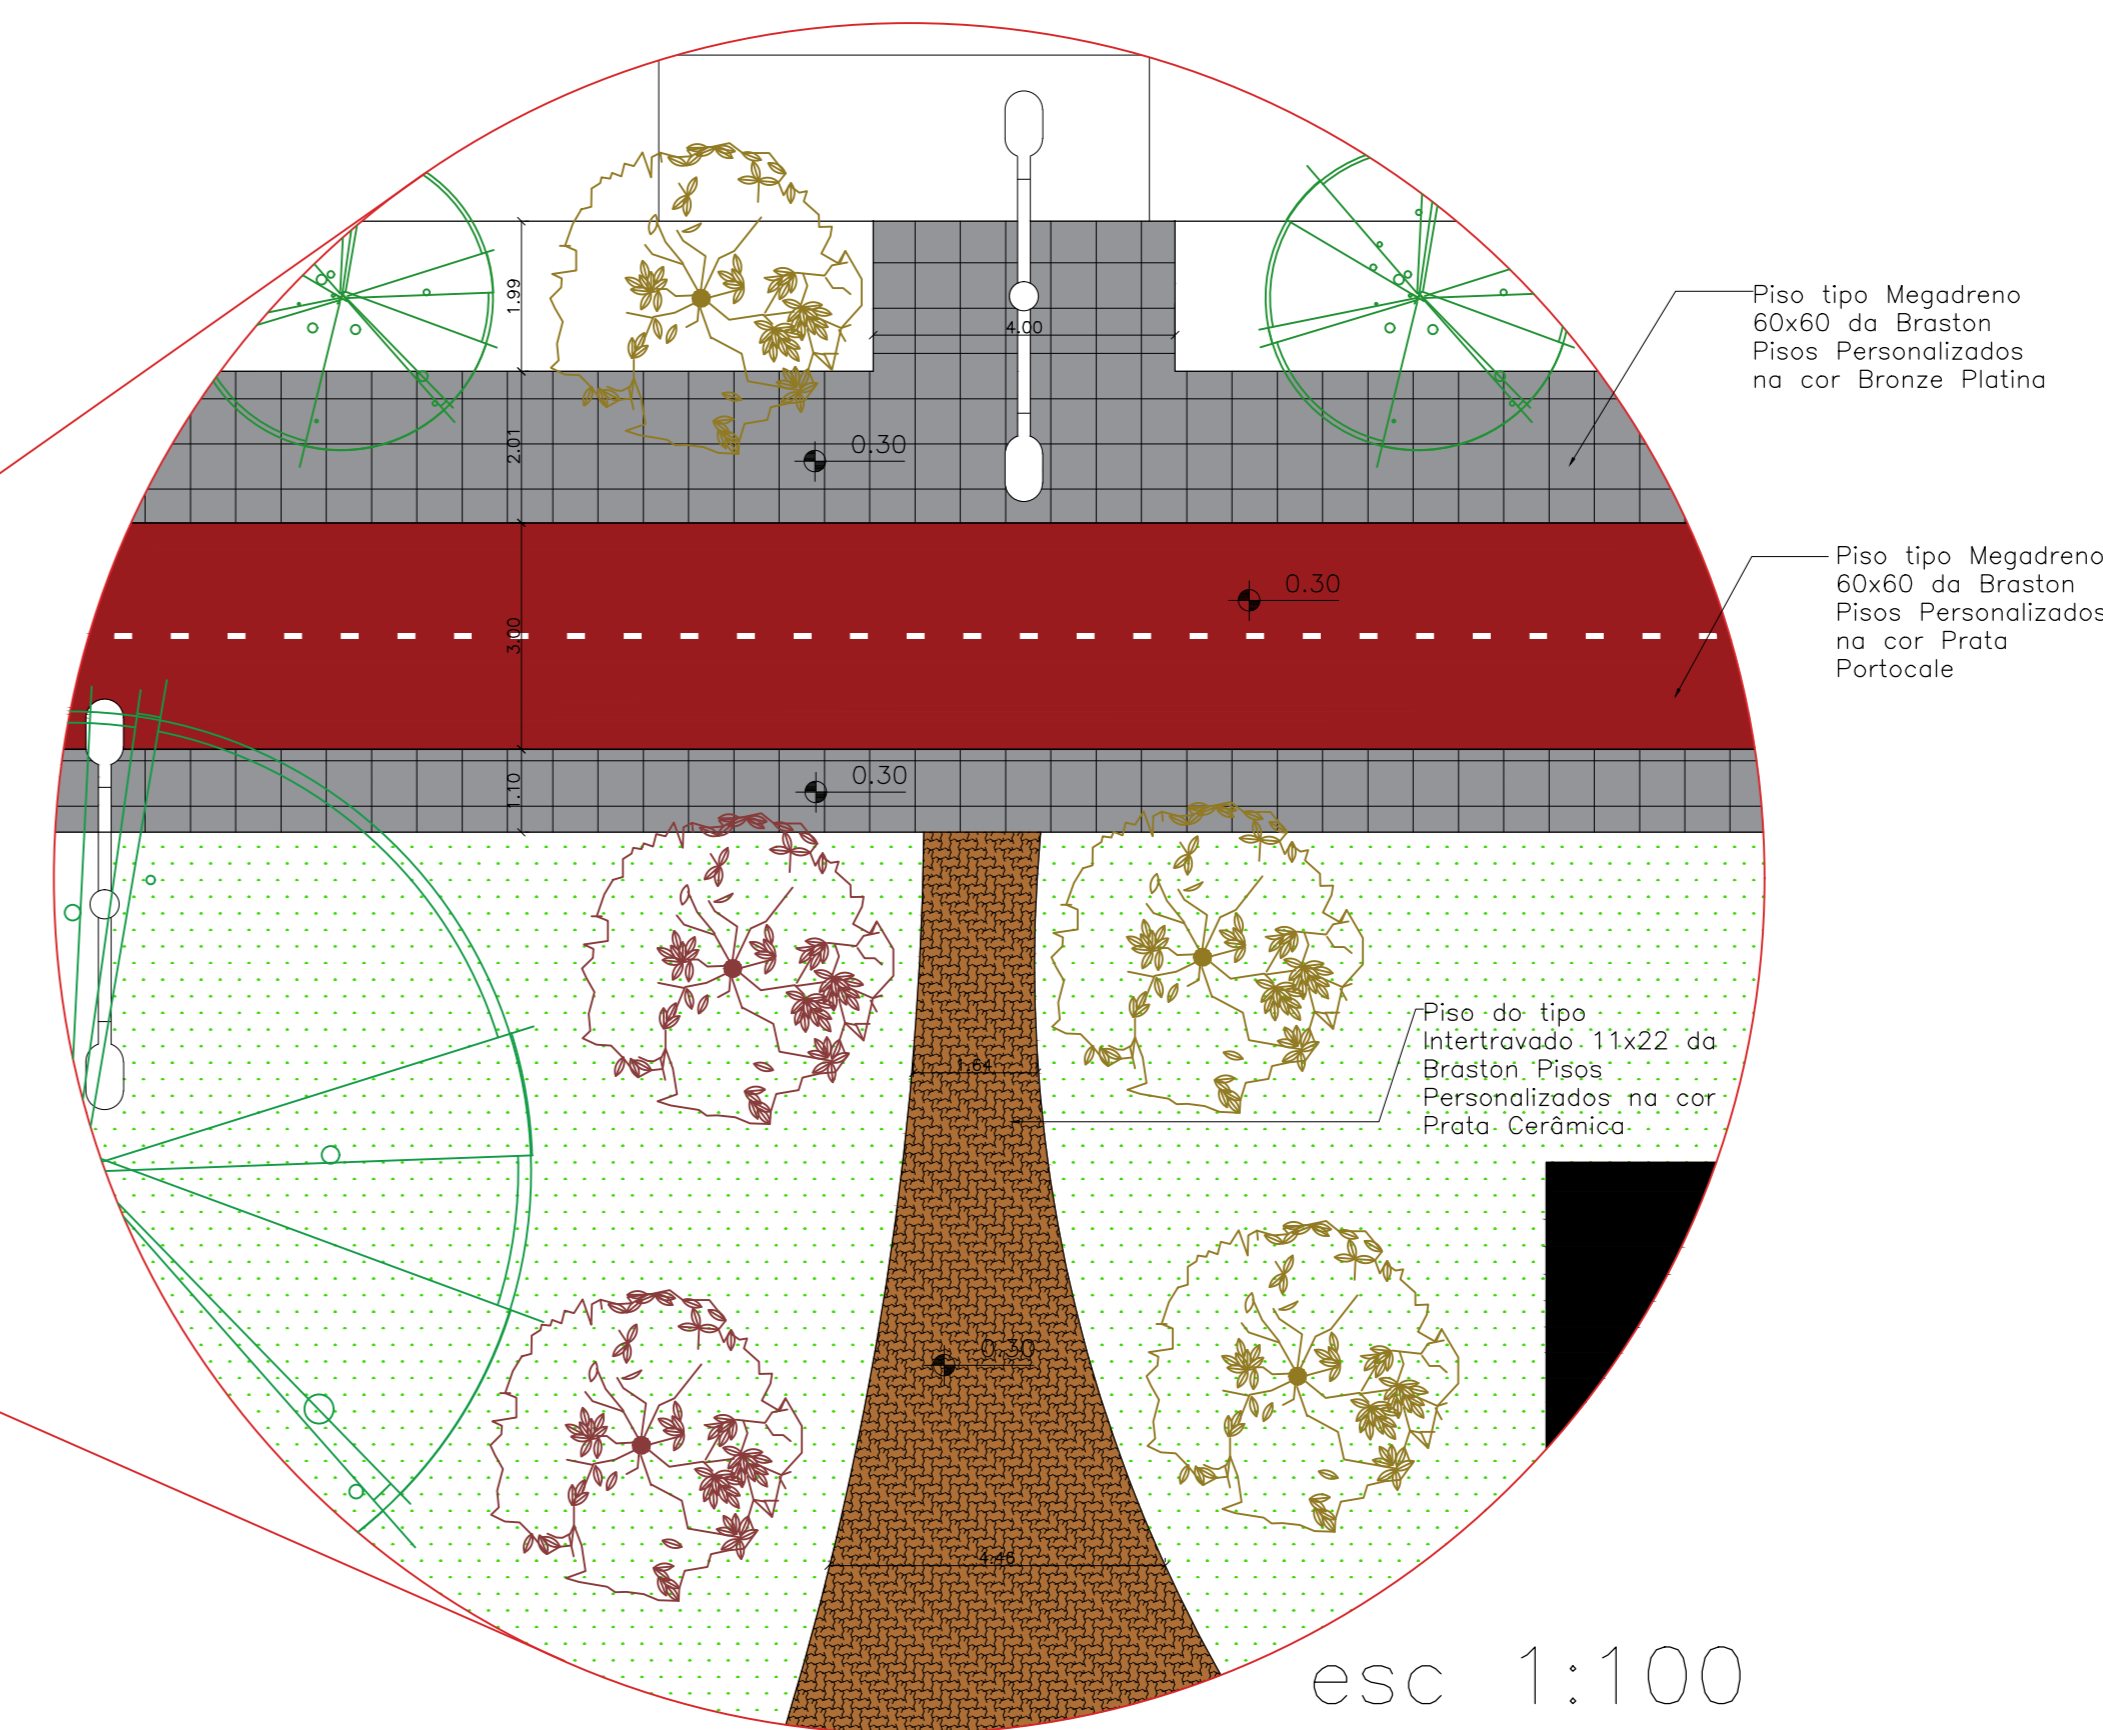 1.99
4.00
Piso tipo Megadreno
60x60 da Braston
Pisos Personalizados
na cor Bronze Platina
2.01
0.30
Piso tipo Megadreno
60x60 da Braston
Pisos Personalizados
na cor Prata
Portocale
0.30
3.00
0.30
1.10
Piso do tipo
Intertravado 11x22 da
Braston Pisos
Personalizados na cor
Prata Cerâmica
1.64
0.30
4.46
esc 1:100